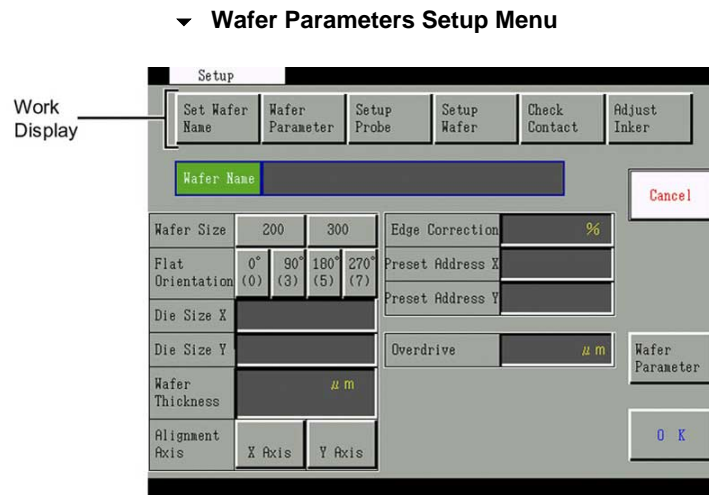 Wafer Parameters Setup Menu
Setup
Work
Display
Set Wafer
Name
Wafer
Parameter
Setup
Probe
Setup
Wafer
Check
Contact
Adjust
Inker
Wafer Name
Cancel
Wafer Size
200
300
Flat
Orientation
0°
(0)
90°
(3)
180°
(5)
270°
(7)
Die Size X
Die Size Y
Wafer
Thickness
μm
Alignment
Axis
X Axis
Y Axis
Edge Correction
%
Preset Address X
Preset Address Y
Overdrive
μm
Wafer
Parameter
O K